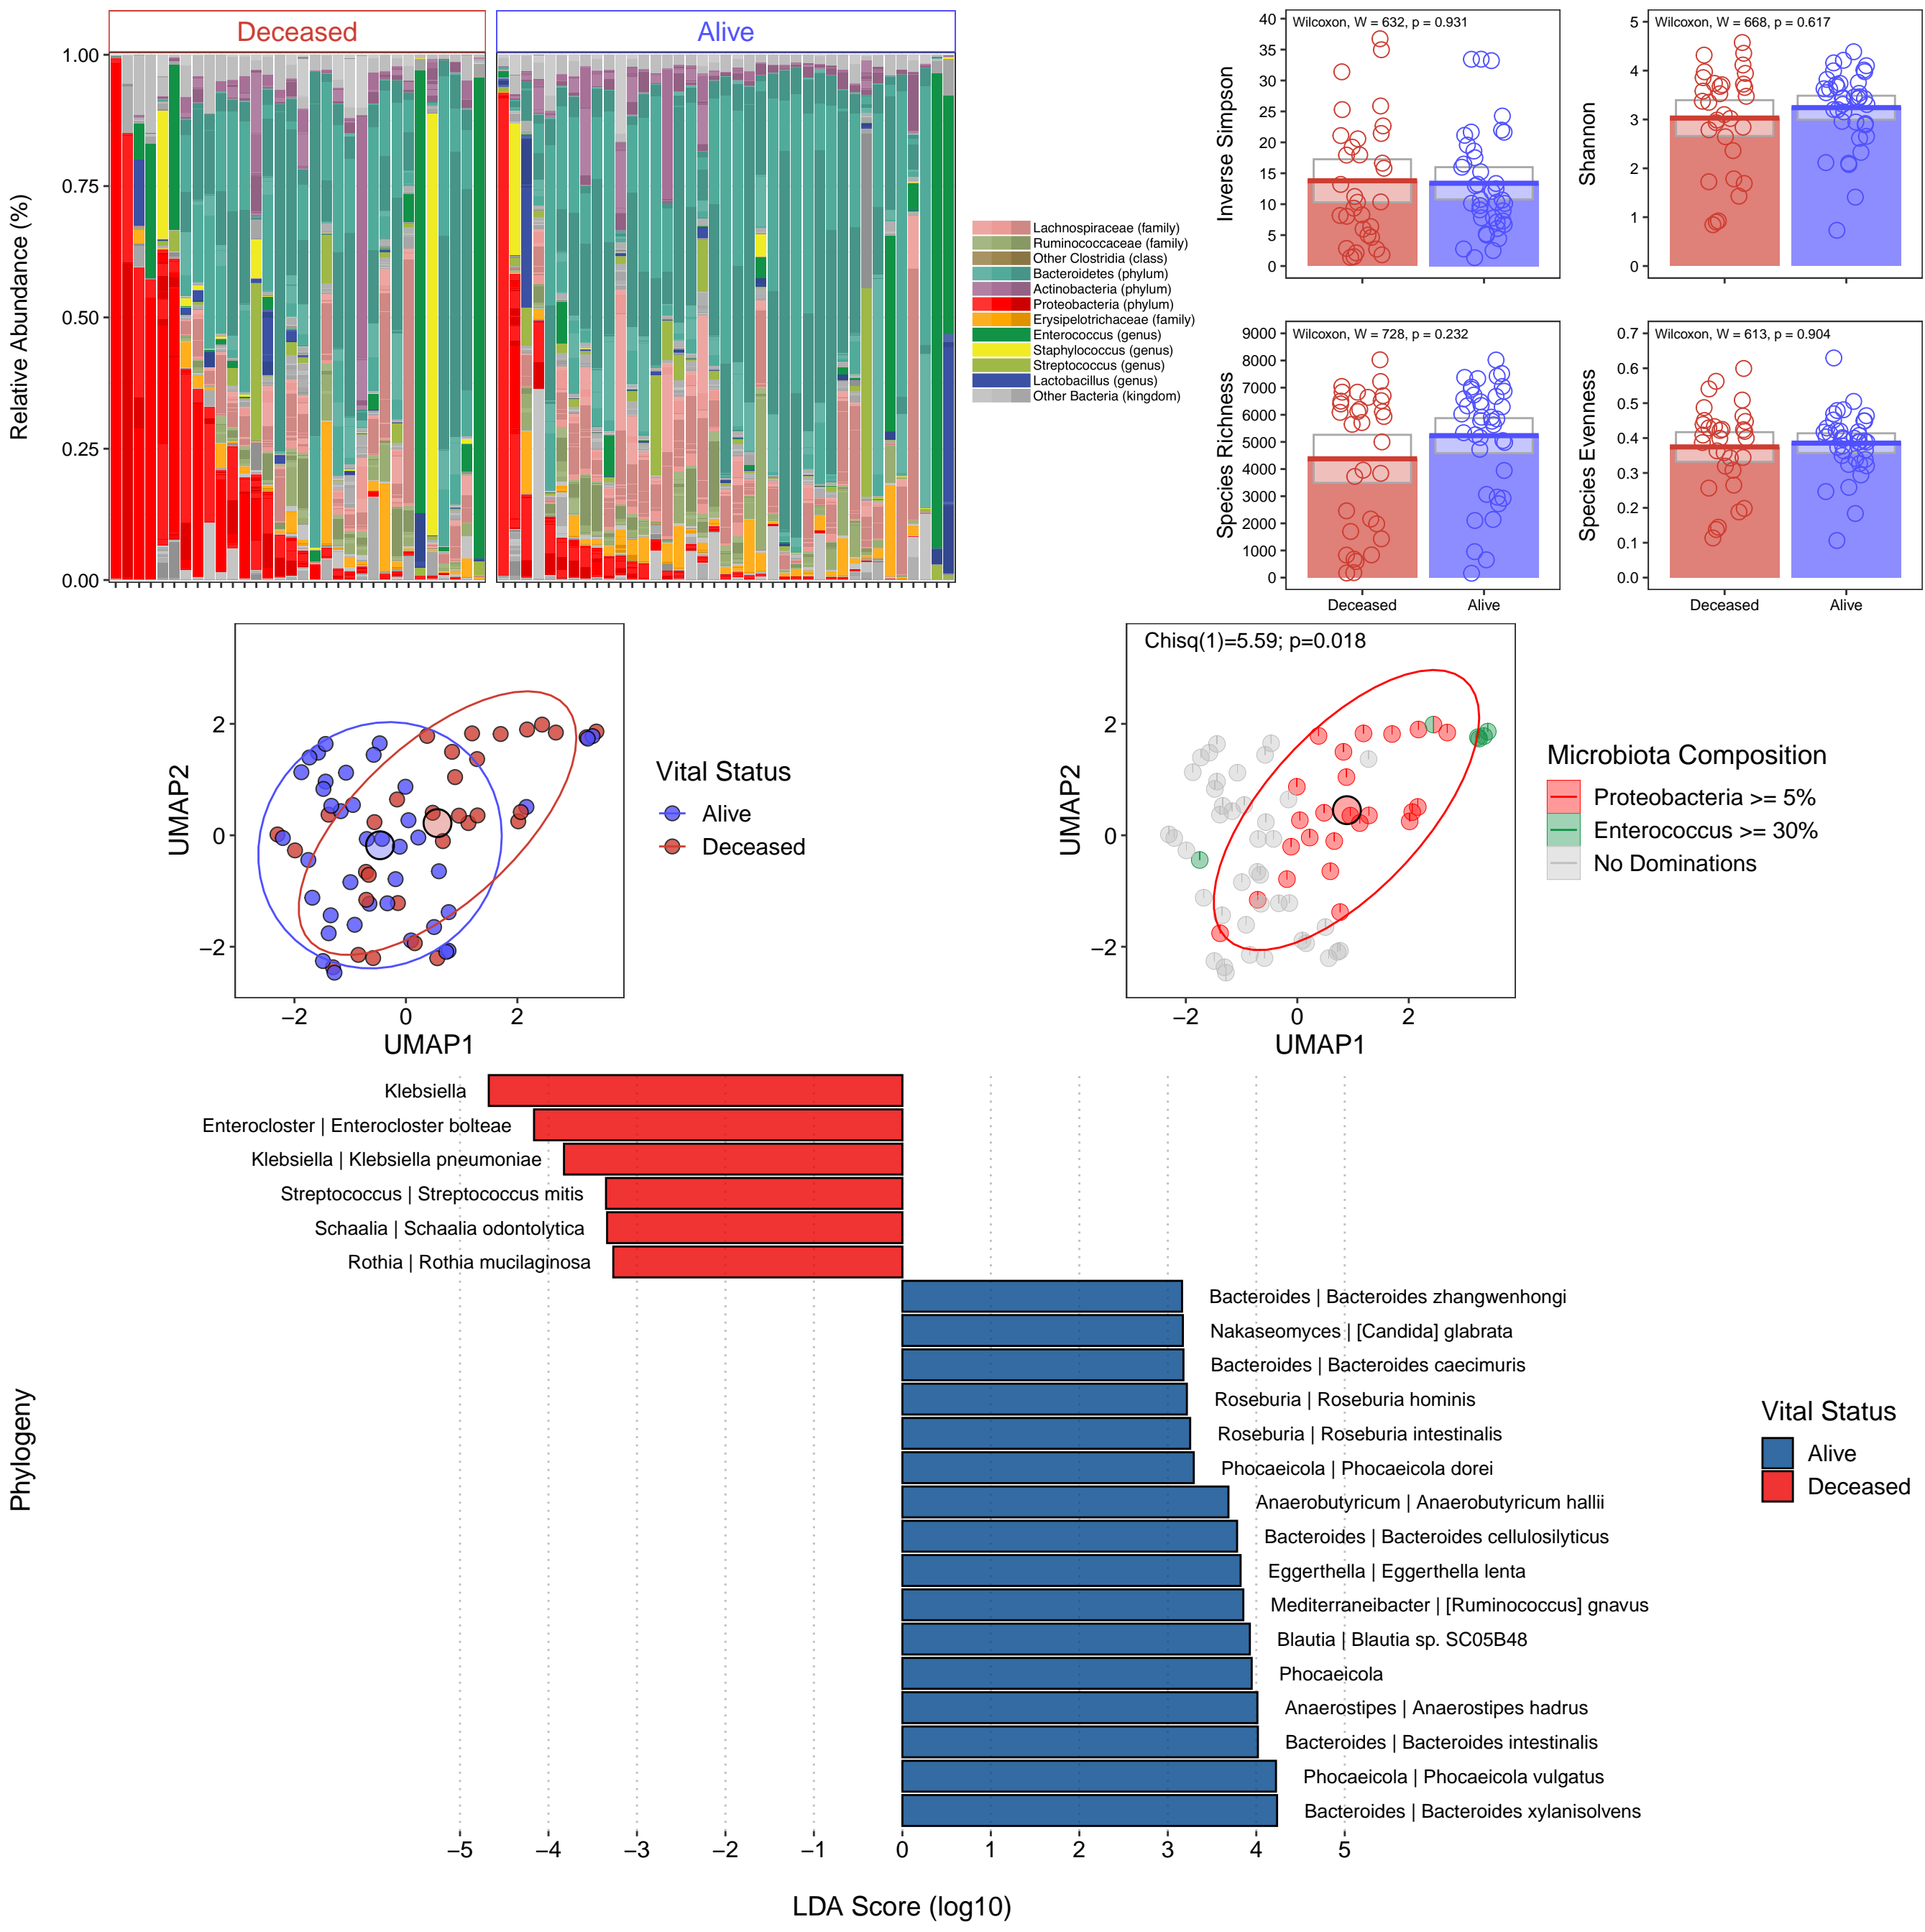 Deceased
Alive
Relative Abundance (%)
1.00
0.75
0.50
0.25
0.00
Lachnospiraceae (family)
Ruminococcaceae (family)
Other Clostridia (class)
Bacteroidetes (phylum)
Actinobacteria (phylum)
Proteobacteria (phylum)
Erysipelotrichaceae (family)
Enterococcus (genus)
Staphylococcus (genus)
Streptococcus (genus)
Lactobacillus (genus)
Other Bacteria (kingdom)
Wilcoxon, W = 632, p = 0.931
Inverse Simpson
40
35
30
25
20
15
10
5
0
Wilcoxon, W = 668, p = 0.617
Shannon
5
4
3
2
1
0
Wilcoxon, W = 728, p = 0.232
Species Richness
9000
8000
7000
6000
5000
4000
3000
2000
1000
0
Deceased
Alive
Wilcoxon, W = 613, p = 0.904
Species Evenness
0.7
0.6
0.5
0.4
0.3
0.2
0.1
0.0
Deceased
Alive
UMAP2
2
0
−2
−2
0
2
UMAP1
Vital Status
Alive
Deceased
Chisq(1)=5.59; p=0.018
UMAP2
2
0
−2
−2
0
2
UMAP1
Microbiota Composition
Proteobacteria >= 5%
Enterococcus >= 30%
No Dominations
Phylogeny
Klebsiella
Enterocloster | Enterocloster bolteae
Klebsiella | Klebsiella pneumoniae
Streptococcus | Streptococcus mitis
Schaalia | Schaalia odontolytica
Rothia | Rothia mucilaginosa
Bacteroides | Bacteroides zhangwenhongi
Nakaseomyces | [Candida] glabrata
Bacteroides | Bacteroides caecimuris
Roseburia | Roseburia hominis
Roseburia | Roseburia intestinalis
Phocaeicola | Phocaeicola dorei
Anaerobutyricum | Anaerobutyricum hallii
Bacteroides | Bacteroides cellulosilyticus
Eggerthella | Eggerthella lenta
Mediterraneibacter | [Ruminococcus] gnavus
Blautia | Blautia sp. SC05B48
Phocaeicola
Anaerostipes | Anaerostipes hadrus
Bacteroides | Bacteroides intestinalis
Phocaeicola | Phocaeicola vulgatus
Bacteroides | Bacteroides xylanisolvens
−5
−4
−3
−2
−1
0
1
2
3
4
5
LDA Score (log10)
Vital Status
Alive
Deceased